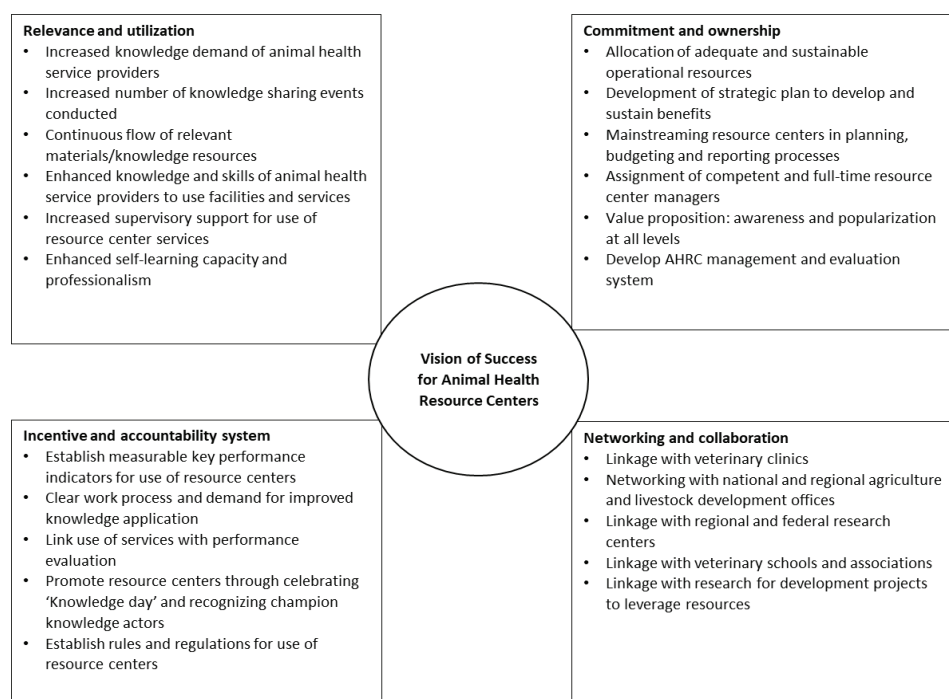 Relevance and utilization
• Increased knowledge demand of animal health
service providers
• Increased number of knowledge sharing events
conducted
• Continuous flow of relevant
materials/knowledge resources
• Enhanced knowledge and skills of animal health
service providers to use facilities and services
• Increased supervisory support for use of
resource center services
• Enhanced self-learning capacity and
professionalism
Commitment and ownership
• Allocation of adequate and sustainable
operational resources
• Development of strategic plan to develop and
sustain benefits
• Mainstreaming resource centers in planning,
budgeting and reporting processes
• Assignment of competent and full-time resource
center managers
• Value proposition: awareness and popularization
at all levels
• Develop AHRC management and evaluation
system
Vision of Success
for Animal Health
Resource Centers
Incentive and accountability system
• Establish measurable key performance
indicators for use of resource centers
• Clear work process and demand for improved
knowledge application
• Link use of services with performance
evaluation
• Promote resource centers through celebrating
‘Knowledge day’ and recognizing champion
knowledge actors
• Establish rules and regulations for use of
resource centers
Networking and collaboration
• Linkage with veterinary clinics
• Networking with national and regional agriculture
and livestock development offices
• Linkage with regional and federal research
centers
• Linkage with veterinary schools and associations
• Linkage with research for development projects
to leverage resources